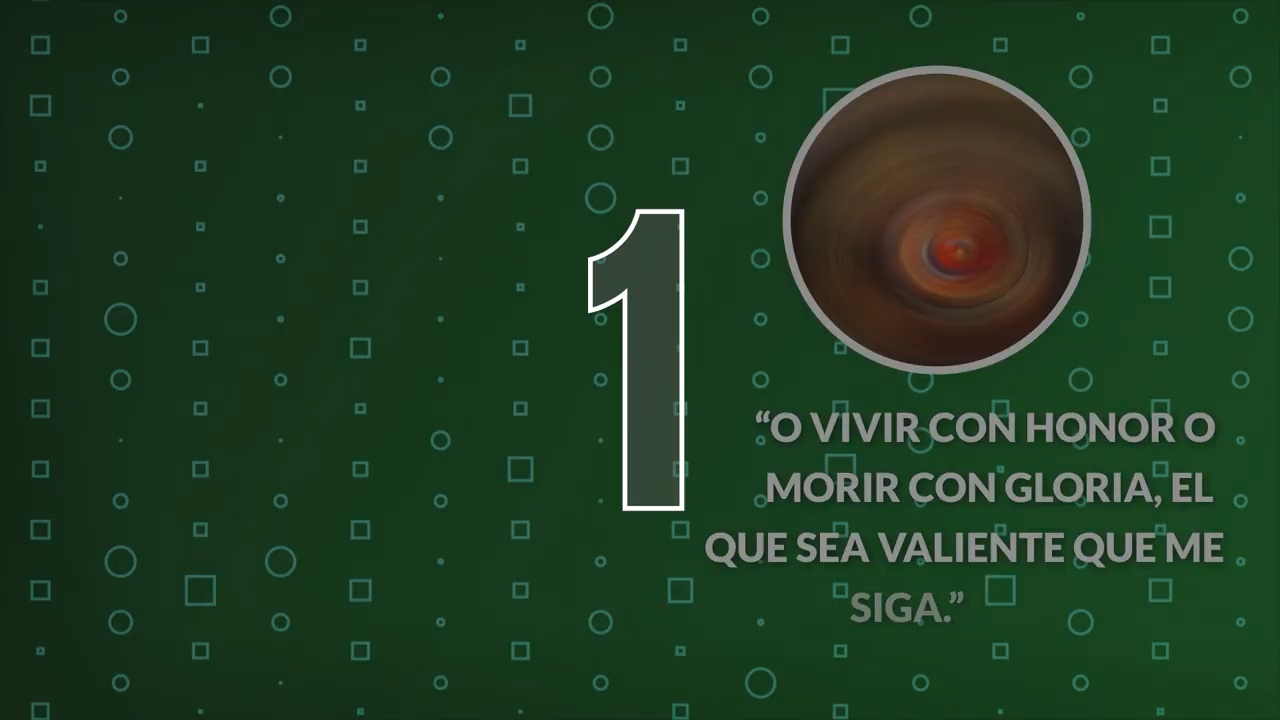 1
“O VIVIR CON HONOR O
MORIR CON GLORIA, EL
QUE SEA VALIENTE QUE ME
SIGA.”